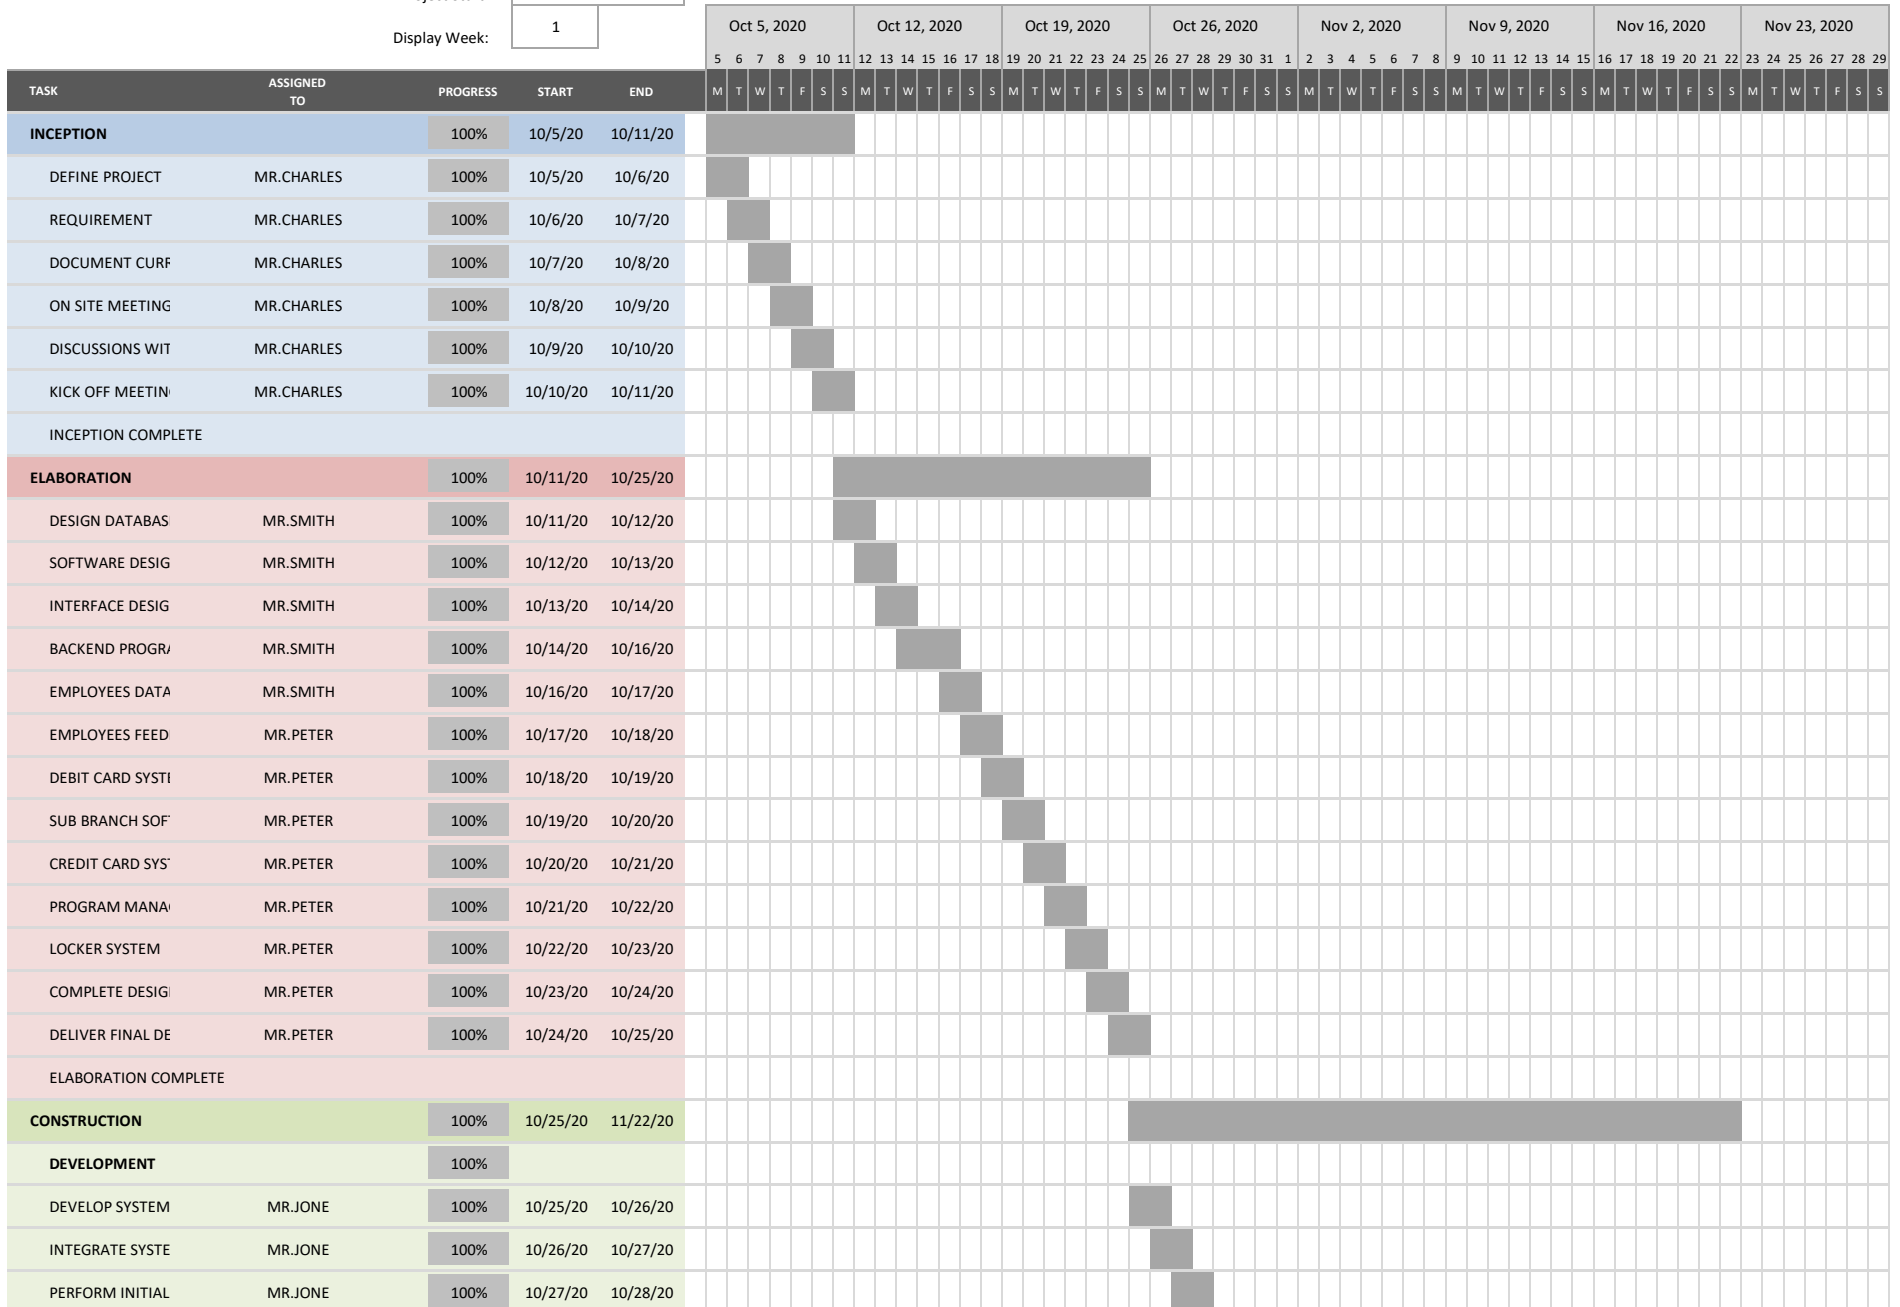 Display Week: 1
Oct 5, 2020 Oct 12, 2020 Oct 19, 2020 Oct 26, 2020 Nov 2, 2020 Nov 9, 2020 Nov 16, 2020 Nov 23, 2020
5 6 7 8 9 10 11 12 13 14 15 16 17 18 19 20 21 22 23 24 25 26 27 28 29 30 31 1 2 3 4 5 6 7 8 9 10 11 12 13 14 15 16 17 18 19 20 21 22 23 24 25 26 27 28 29
TASK ASSIGNED TO PROGRESS START END M T W T F S S M T W T F S S M T W T F S S M T W T F S S M T W T F S S M T W T F S S M T W T F S S M T W T F S S
INCEPTION 100% 10/5/20 10/11/20
DEFINE PROJECT MR.CHARLES 100% 10/5/20 10/6/20
REQUIREMENT MR.CHARLES 100% 10/6/20 10/7/20
DOCUMENT CURR MR.CHARLES 100% 10/7/20 10/8/20
ON SITE MEETING MR.CHARLES 100% 10/8/20 10/9/20
DISCUSSIONS WIT MR.CHARLES 100% 10/9/20 10/10/20
KICK OFF MEETIN MR.CHARLES 100% 10/10/20 10/11/20
INCEPTION COMPLETE
ELABORATION 100% 10/11/20 10/25/20
DESIGN DATABAS MR.SMITH 100% 10/11/20 10/12/20
SOFTWARE DESIG MR.SMITH 100% 10/12/20 10/13/20
INTERFACE DESIG MR.SMITH 100% 10/13/20 10/14/20
BACKEND PROGRA MR.SMITH 100% 10/14/20 10/16/20
EMPLOYEES DATA MR.SMITH 100% 10/16/20 10/17/20
EMPLOYEES FEED MR.PETER 100% 10/17/20 10/18/20
DEBIT CARD SYSTE MR.PETER 100% 10/18/20 10/19/20
SUB BRANCH SOF MR.PETER 100% 10/19/20 10/20/20
CREDIT CARD SYS MR.PETER 100% 10/20/20 10/21/20
PROGRAM MANA MR.PETER 100% 10/21/20 10/22/20
LOCKER SYSTEM MR.PETER 100% 10/22/20 10/23/20
COMPLETE DESIG MR.PETER 100% 10/23/20 10/24/20
DELIVER FINAL DE MR.PETER 100% 10/24/20 10/25/20
ELABORATION COMPLETE
CONSTRUCTION 100% 10/25/20 11/22/20
DEVELOPMENT 100%
DEVELOP SYSTEM MR.JONE 100% 10/25/20 10/26/20
INTEGRATE SYSTE MR.JONE 100% 10/26/20 10/27/20
PERFORM INITIAL MR.JONE 100% 10/27/20 10/28/20